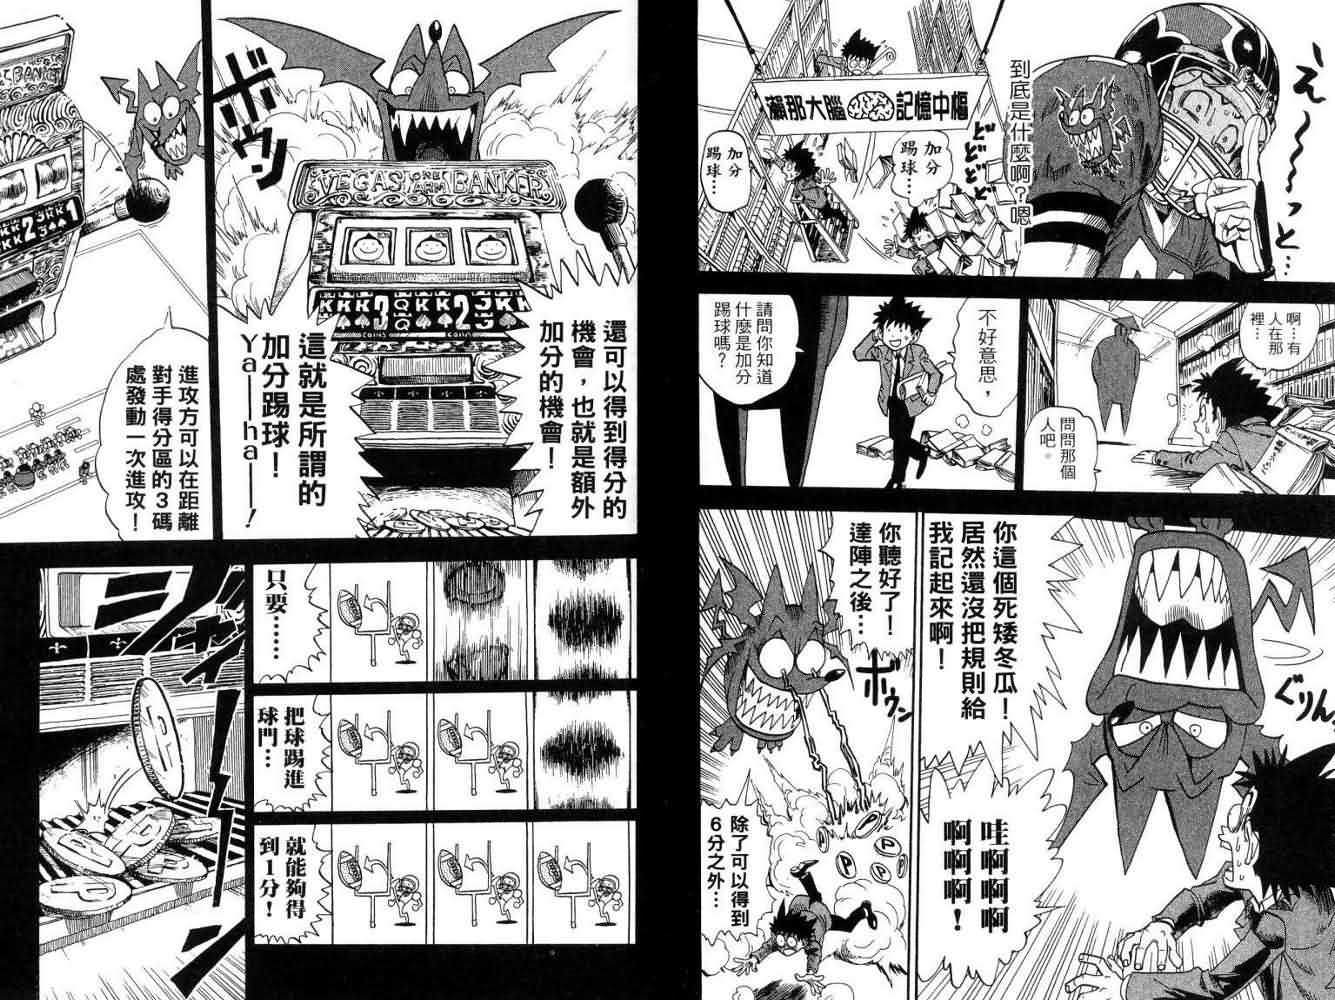 え～～～っと…
到底是什麼啊？嗯
瀨那大腦 記憶中樞
どどどど
加分
踢球…
加分
踢球…
啊…有
人在那
裡…
問問那個
人吧。
不好意思，
請問你知道
什麼是加分
踢球嗎？
ぐりんっ
你這個死矮冬瓜！
居然還沒把規則給
我記起來啊！
哇啊啊啊
啊啊啊！
你聽好了！
達陣之後…
ボウン
P
P
P
除了可以得到
6分之外…
ボウン
VEGAS ONE ARM BANKERS
還可以得到得分的
機會，也就是額外
加分的機會！
這就是所謂的
加分踢球！
Ya——ha——！
進攻方可以在距離
對手得分區的3碼
處發動一次進攻！
只要……
把球踢進
球門…
就能夠得
到1分！